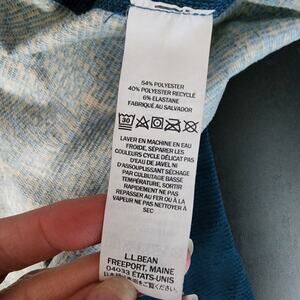 54% POLYESTER
40% POLYESTER RECYCLÉ
6% ELASTANE
FABRIQUÉ AU SALVADOR
30
LAVER EN MACHINE EN EAU
FROIDE, SÉPARER LES
COULEURS CYCLE DÉLICAT PAS
D'EAU DE JAVEL NI
D'ASSOUPLISSANT SÉCHAGE
PAR CULBUTAGE BASSE
TEMPÉRATURE, SORTIR
RAPIDEMENT NE PAS
REPASSER AU FER OU À LA
VAPEUR NE PAS NETTOYER À
SEC
L.L.BEAN
FREEPORT, MAINE
04033 ÉTATS-UNIS